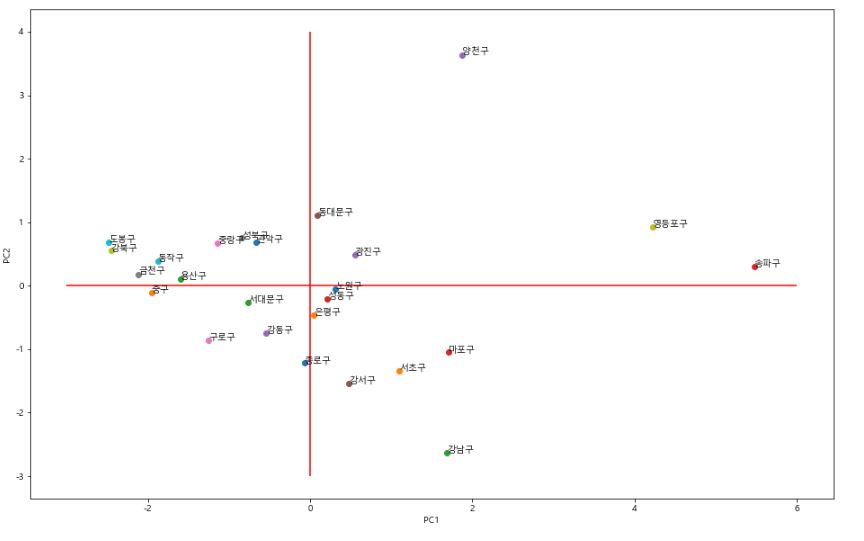 4
양천구
3
2
동대문구
1
영등포구
도봉구
중랑구
성북구
관악구
강북구
광진구
동작구
송파구
금천구
용산구
PC2
0
중구
노원구
성동구
서대문구
은평구
구로구
강동구
-1
마포구
종로구
서초구
강서구
-2
강남구
-3
-2
0
2
4
6
PC1